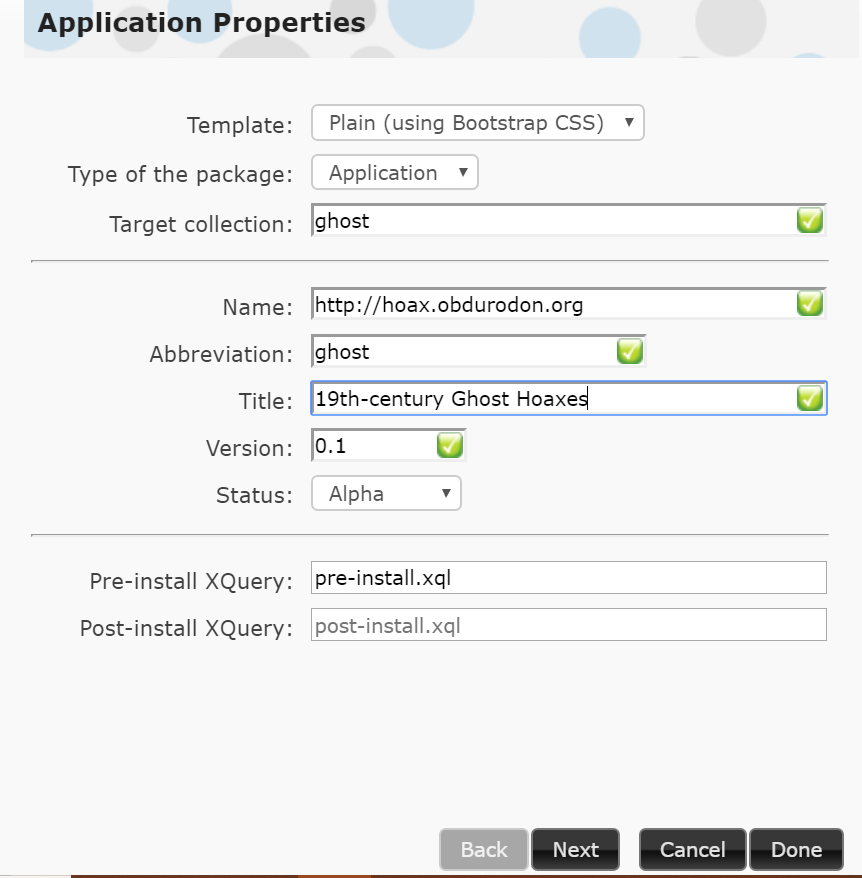 Application Properties
Template: Plain (using Bootstrap CSS)
Type of the package: Application
Target collection: ghost
Name: http://hoax.obdurodon.org
Abbreviation: ghost
Title: 19th-century Ghost Hoaxes
Version: 0.1
Status: Alpha
Pre-install XQuery: pre-install.xql
Post-install XQuery: post-install.xql
Back Next Cancel Done